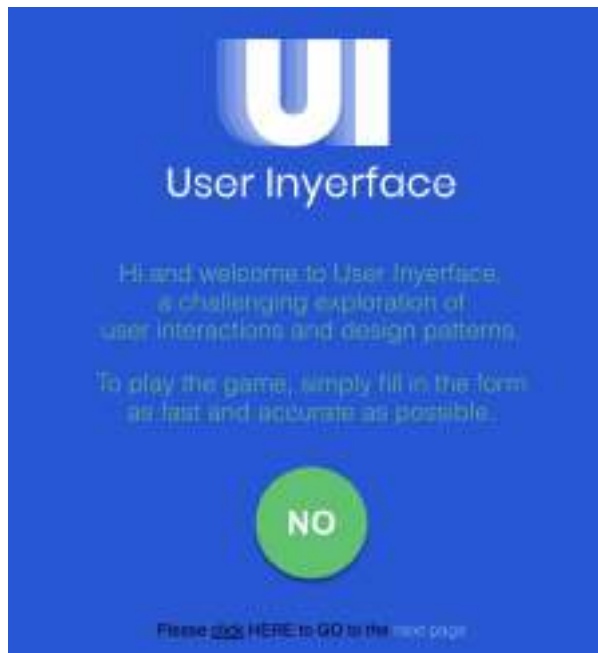 UI
User Inyerface
Hi and welcome to User Inyerface,
a challenging exploration of
user interactions and design patterns.
To play the game, simply fill in the form
as fast and accurate as possible.
NO
Please click HERE to GO to the next page